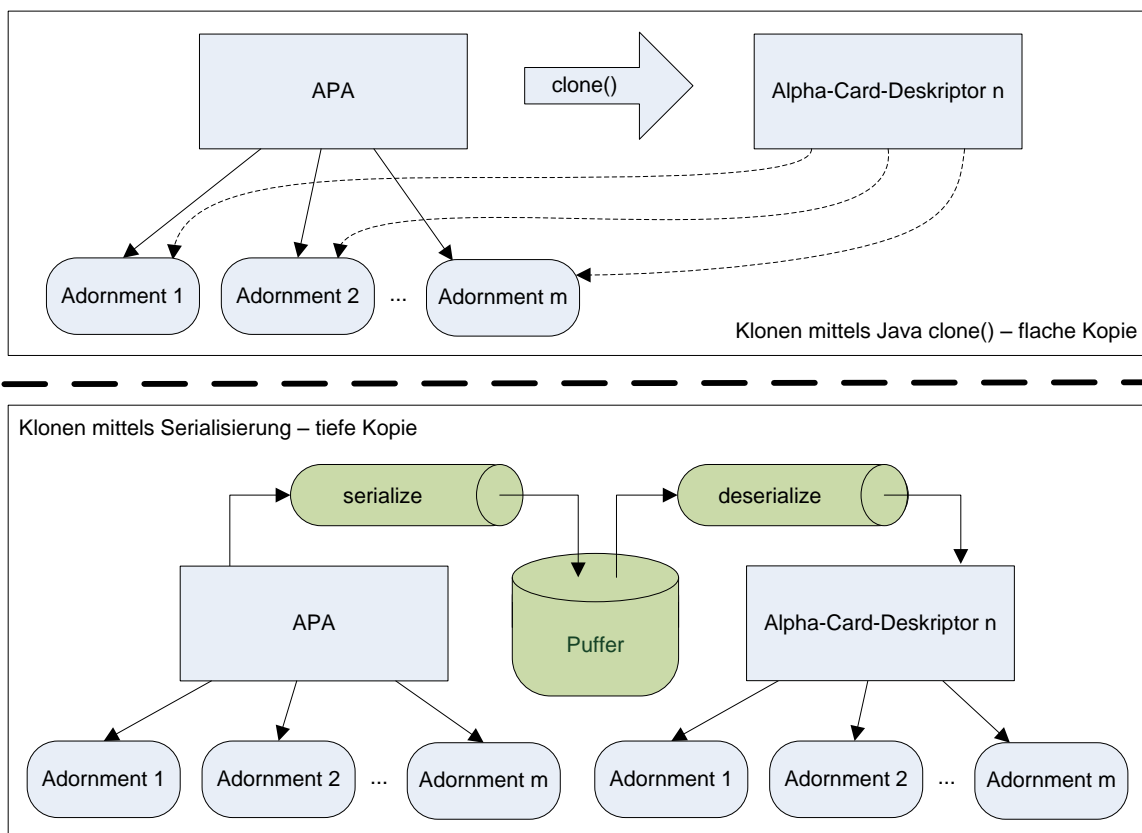 APA
clone()
Alpha-Card-Deskriptor n
Adornment 1
Adornment 2
...
Adornment m
Klonen mittels Java clone() – flache Kopie
Klonen mittels Serialisierung – tiefe Kopie
serialize
deserialize
APA
Puffer
Alpha-Card-Deskriptor n
Adornment 1
Adornment 2
...
Adornment m
Adornment 1
Adornment 2
...
Adornment m